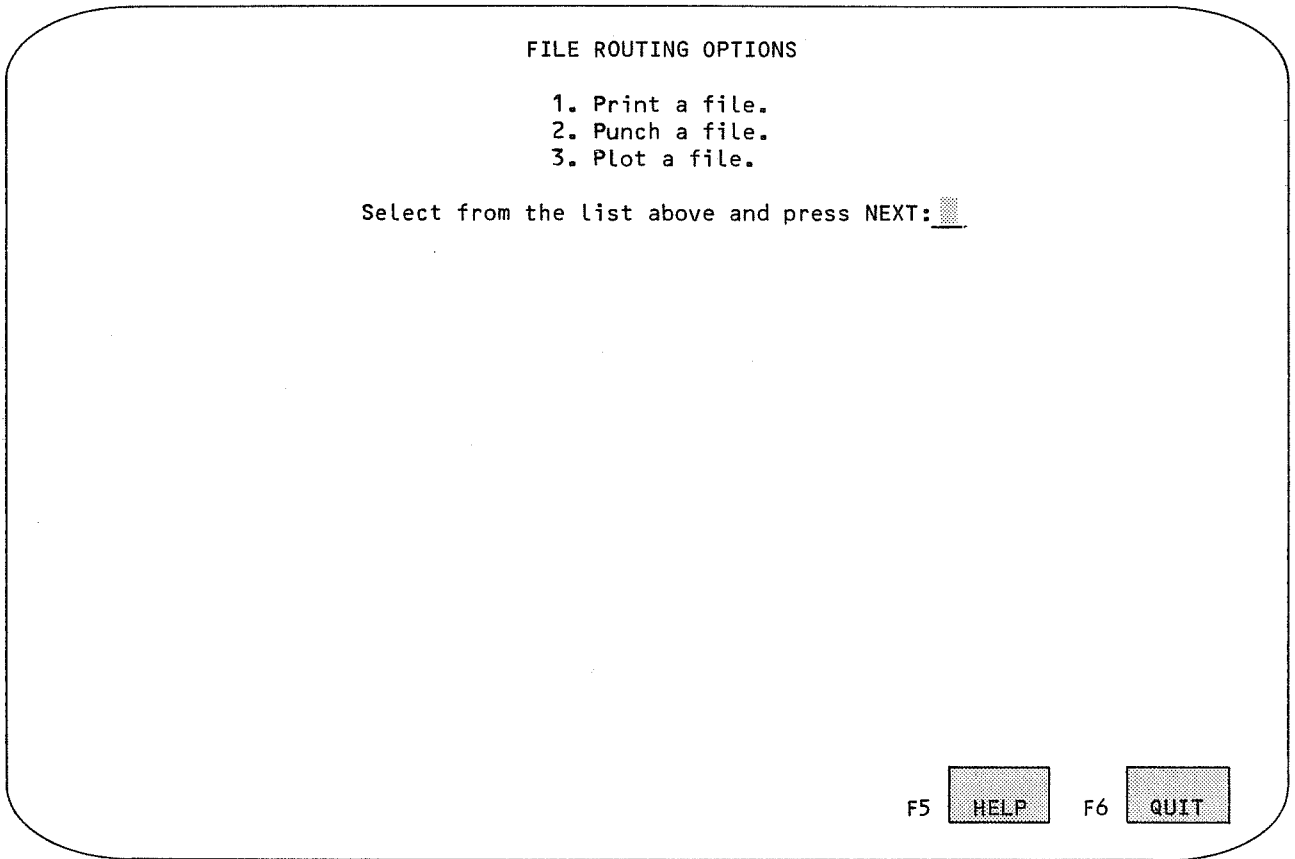 FILE ROUTING OPTIONS
1. Print a file.
2. Punch a file.
3. Plot a file.
Select from the list above and press NEXT:
F5 HELP F6 QUIT